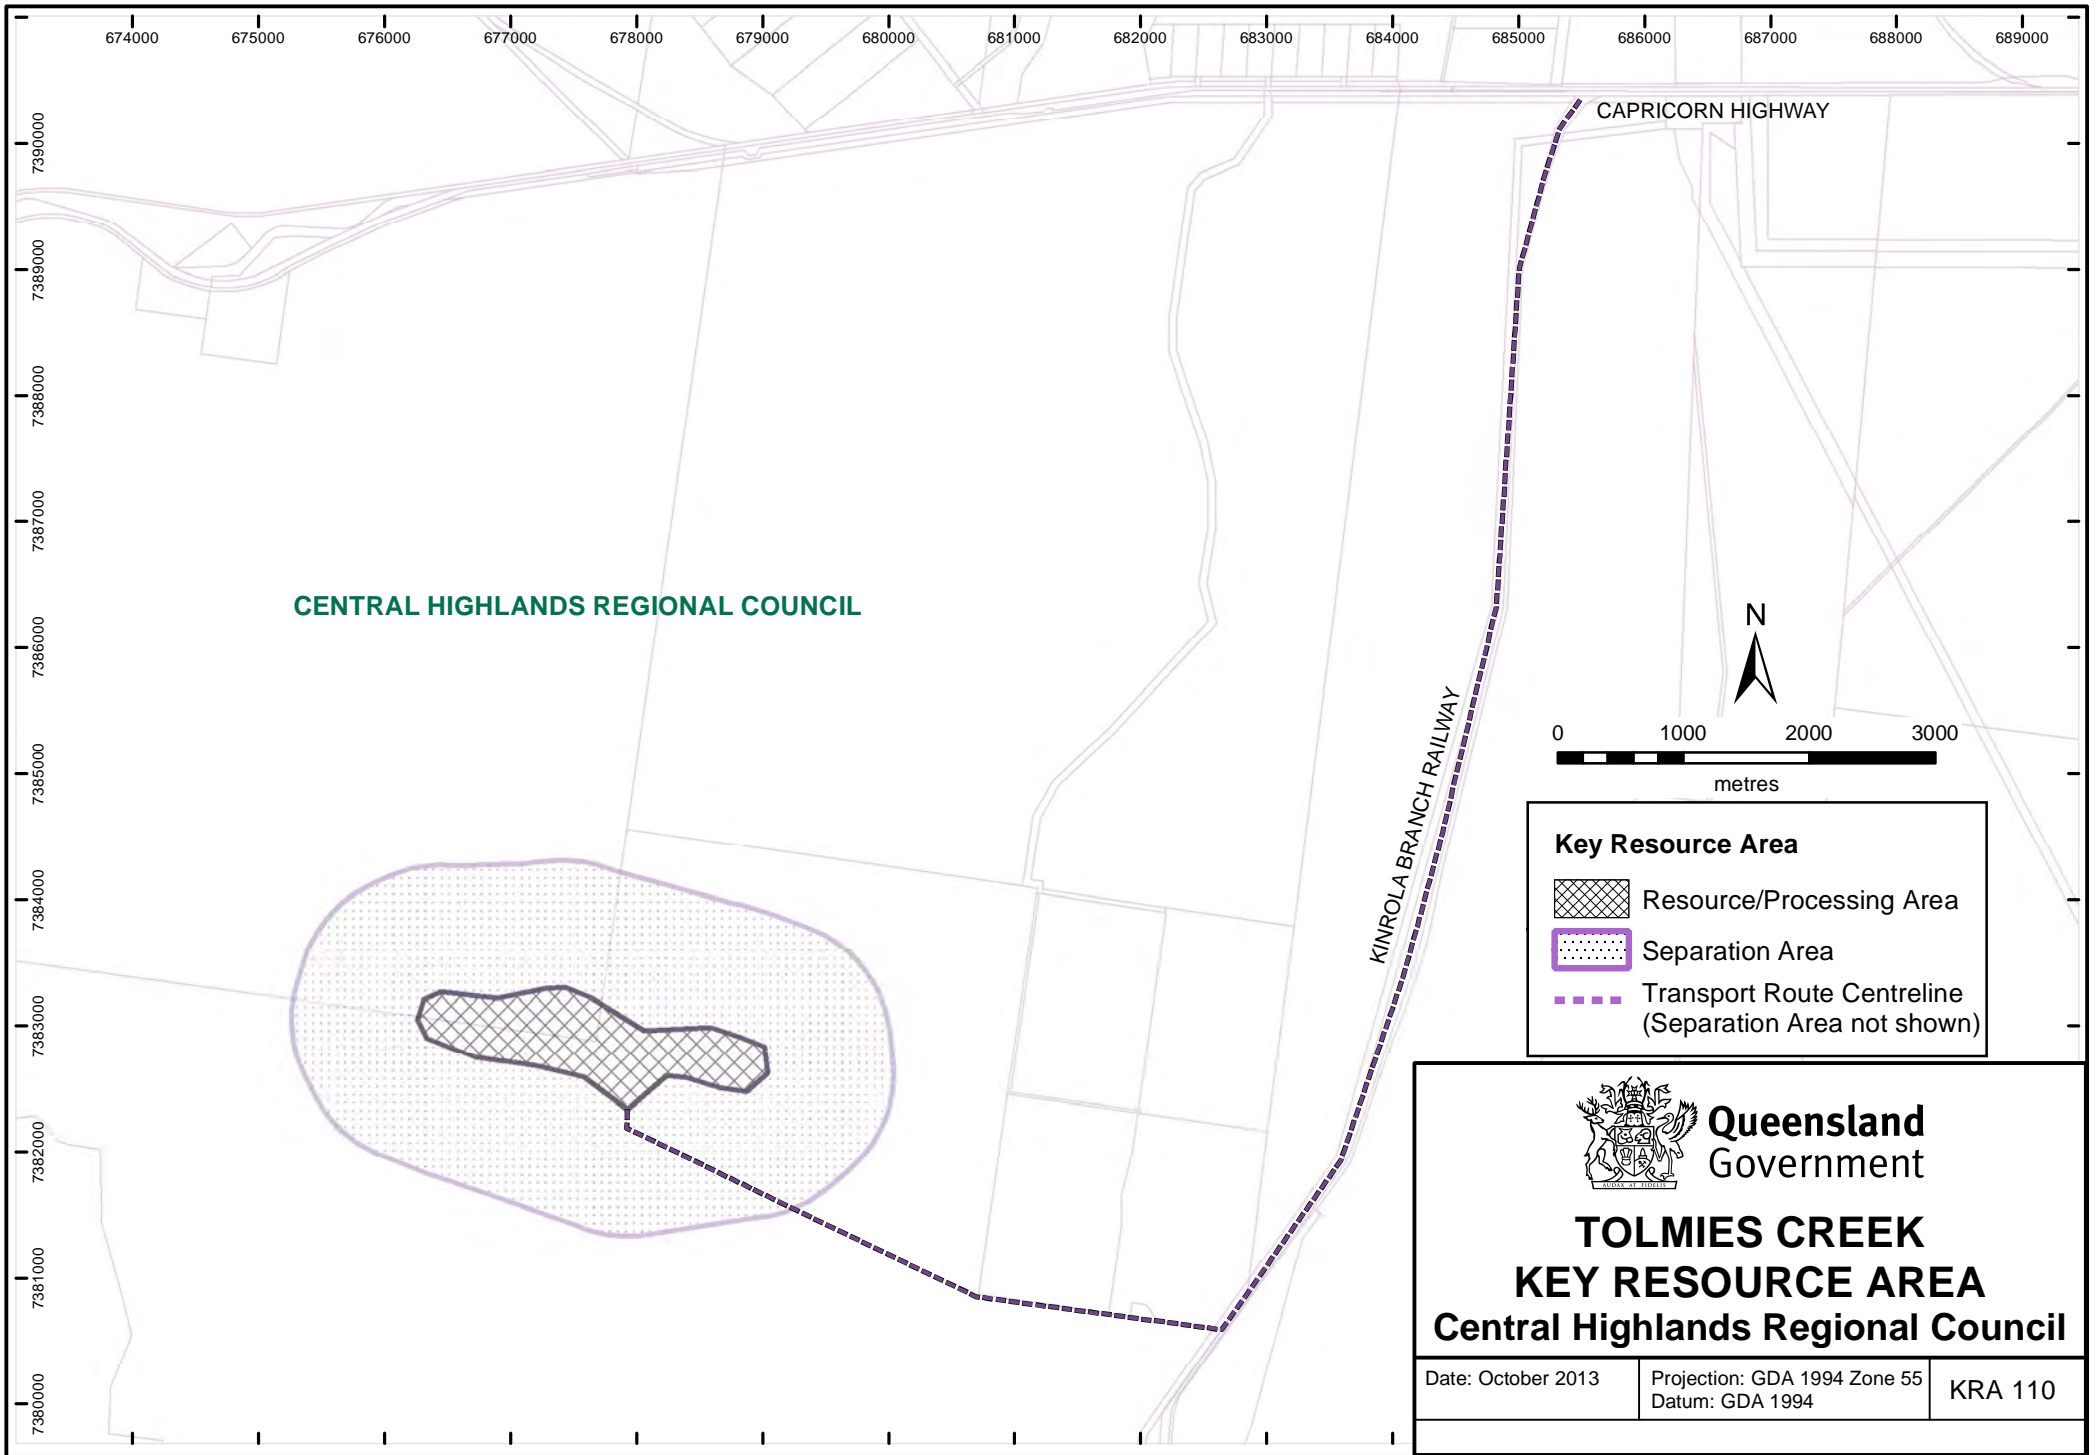 674000 675000 676000 677000 678000 679000 680000 681000 682000 683000 684000 685000 686000 687000 688000 689000
CAPRICORN HIGHWAY
7390000
7389000
7388000
7387000
7386000
7385000
7384000
7383000
7382000
7381000
7380000
CENTRAL HIGHLANDS REGIONAL COUNCIL
KINROLA BRANCH RAILWAY
N
0 1000 2000 3000
metres
Key Resource Area
Resource/Processing Area
Separation Area
Transport Route Centreline
(Separation Area not shown)
AUDAX AT FIDELIS
Queensland
Government
TOLMIES CREEK
KEY RESOURCE AREA
Central Highlands Regional Council
Date: October 2013
Projection: GDA 1994 Zone 55
Datum: GDA 1994
KRA 110